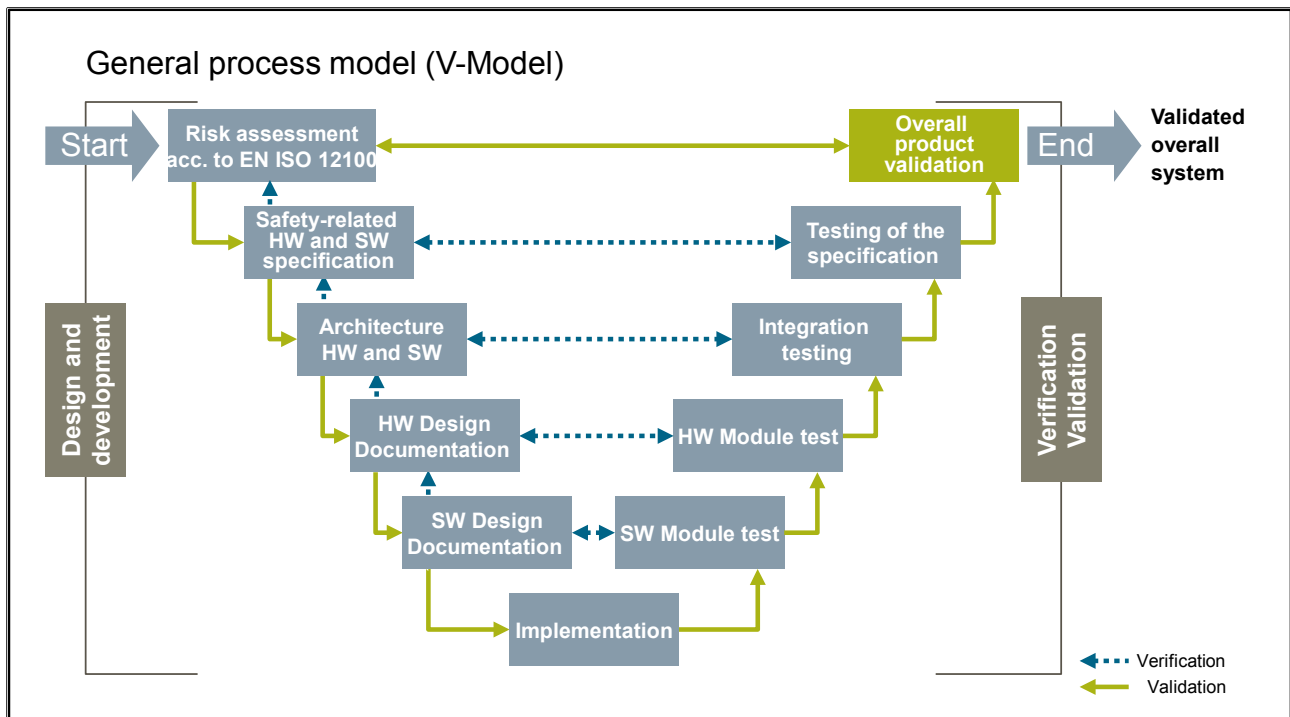 General process model (V-Model)
Start
Risk assessment
acc. to EN ISO 12100
Overall
product
validation
End
Validated
overall
system
Safety-related
HW and SW
specification
Testing of the
specification
Design and
development
Architecture
HW and SW
Integration
testing
Verification
Validation
HW Design
Documentation
HW Module test
SW Design
Documentation
SW Module test
Implementation
Verification
Validation